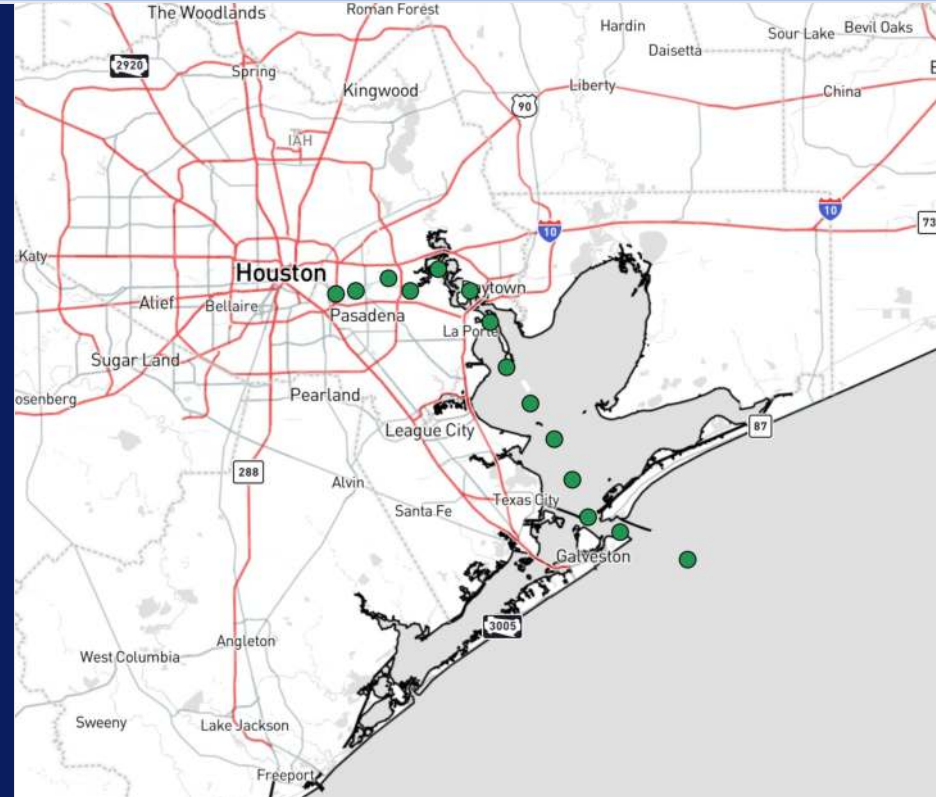 The Woodlands
Roman Forest
Hardin
Sour Lake
Bevil Oaks
Daisetta
2920
Spring
Kingwood
Liberty
China
90
IAH
10
10
73
Katy
Houston
Alief
Bellaire
Pasadena
La Porte
Sugar Land
Pearland
osenberg
League City
87
288
Alvin
Texas City
Santa Fe
Galveston
3005
Angleton
West Columbia
Sweeny
Lake Jackson
Freeport